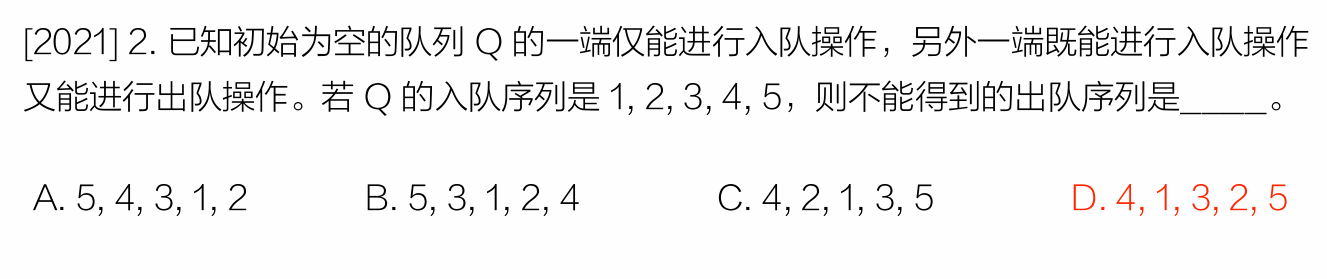 [2021] 2. 已知初始为空的队列 Q 的一端仅能进行入队操作，另外一端既能进行入队操作
又能进行出队操作。若 Q 的入队序列是 1, 2, 3, 4, 5，则不能得到的出队序列是_____。
A. 5, 4, 3, 1, 2 B. 5, 3, 1, 2, 4 C. 4, 2, 1, 3, 5 D. 4, 1, 3, 2, 5